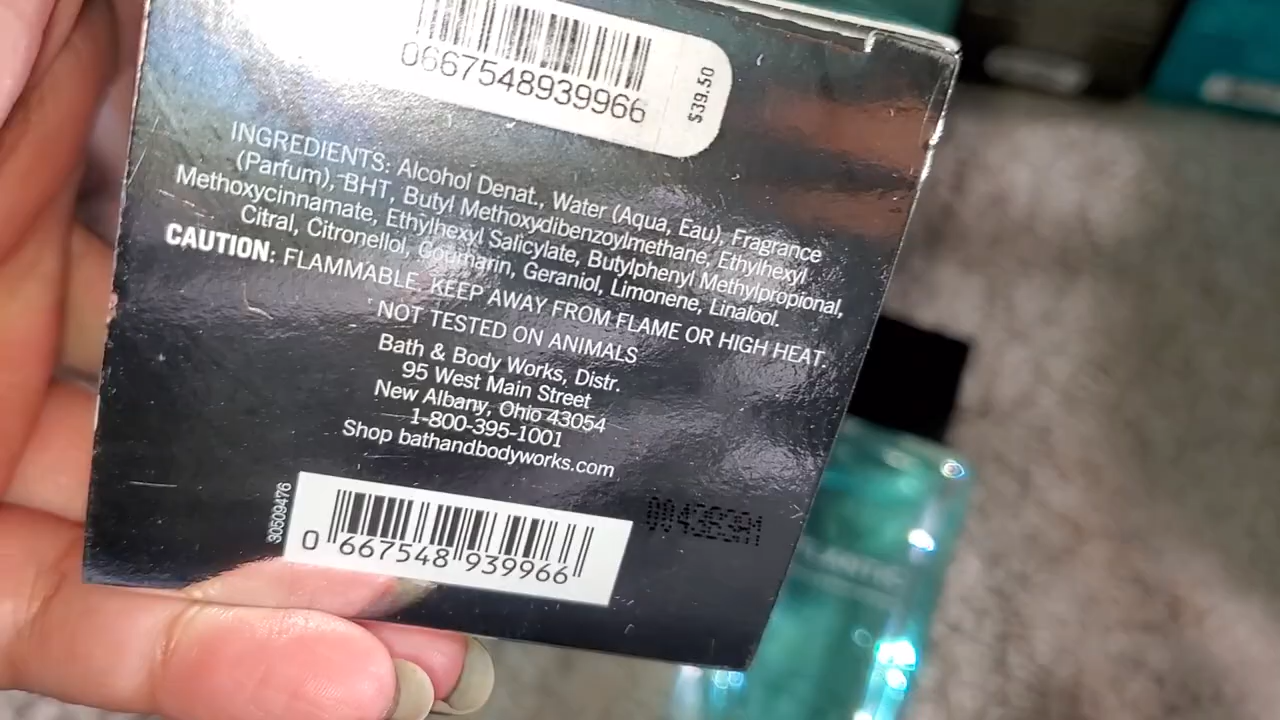 0667548939966
$39.50
INGREDIENTS: Alcohol Denat., Water (Aqua, Eau), Fragrance
(Parfum), BHT, Butyl Methoxydibenzoylmethane, Ethylhexyl
Methoxycinnamate, Ethylhexyl Salicylate, Butylphenyl Methylpropional,
Citral, Citronellol, Coumarin, Geraniol, Limonene, Linalool.
CAUTION: FLAMMABLE. KEEP AWAY FROM FLAME OR HIGH HEAT.
NOT TESTED ON ANIMALS
Bath & Body Works, Distr.
95 West Main Street
New Albany, Ohio 43054
1-800-395-1001
Shop bathandbodyworks.com
30509476
0 667548 939966